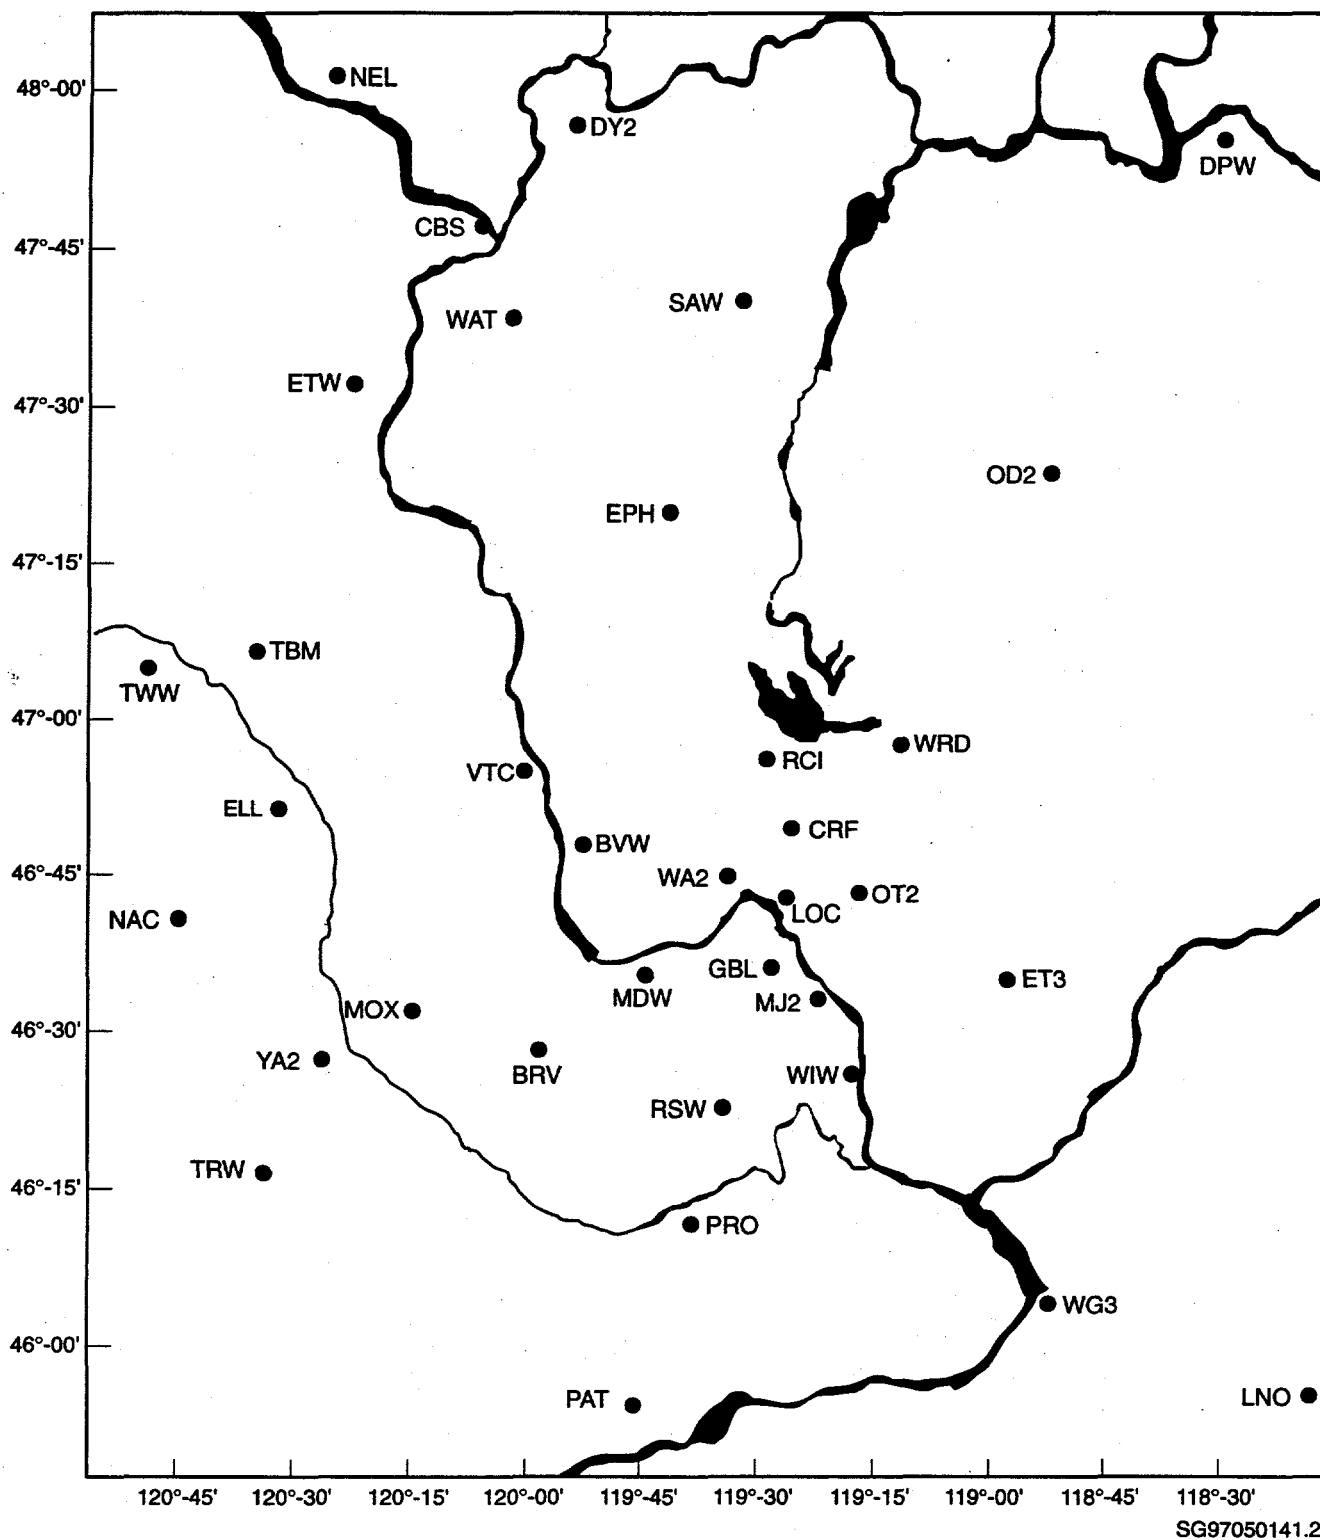 NEL
48°-00'
DY2
DPW
CBS
47°-45'
SAW
WAT
ETW
47°-30'
OD2
EPH
47°-15'
TBM
TWW
47°-00'
WRD
RCI
VTC
ELL
CRF
BVW
46°-45'
WA2
OT2
LOC
NAC
GBL
ET3
MDW
MJ2
MOX
46°-30'
YA2
BRV
WIW
RSW
TRW
46°-15'
PRO
WG3
46°-00'
PAT
LNO
120°-45' 120°-30' 120°-15' 120°-00' 119°-45' 119°-30' 119°-15' 119°-00' 118°-45' 118°-30'
SG97050141.2